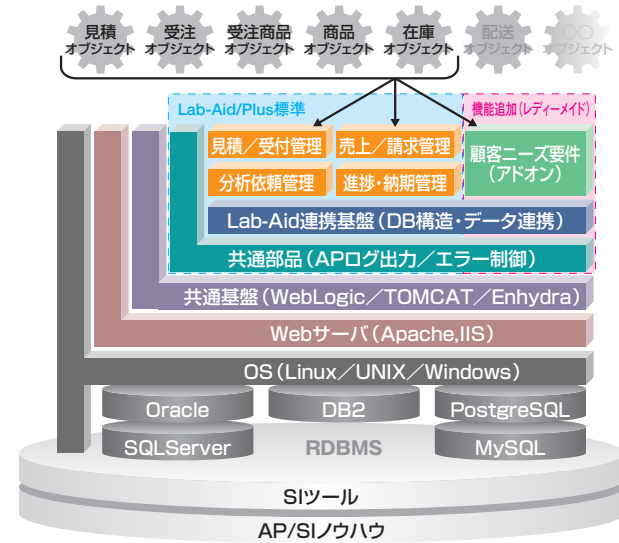 見積
オブジェクト
受注
オブジェクト
受注商品
オブジェクト
商品
オブジェクト
在庫
オブジェクト
配送
オブジェクト
○○
オブジェクト
Lab-Aid/Plus標準
機能追加(レディーメイド)
見積／受付管理
売上／請求管理
顧客ニーズ要件
(アドオン)
分析依頼管理
進捗・納期管理
Lab-Aid連携基盤(DB構造・データ連携)
共通部品(APログ出力／エラー制御)
共通基盤(WebLogic／TOMCAT／Enhydra)
Webサーバ(Apache,IIS)
OS(Linux／UNIX／Windows)
Oracle
DB2
PostgreSQL
SQLServer
RDBMS
MySQL
SIツール
AP/SIノウハウ